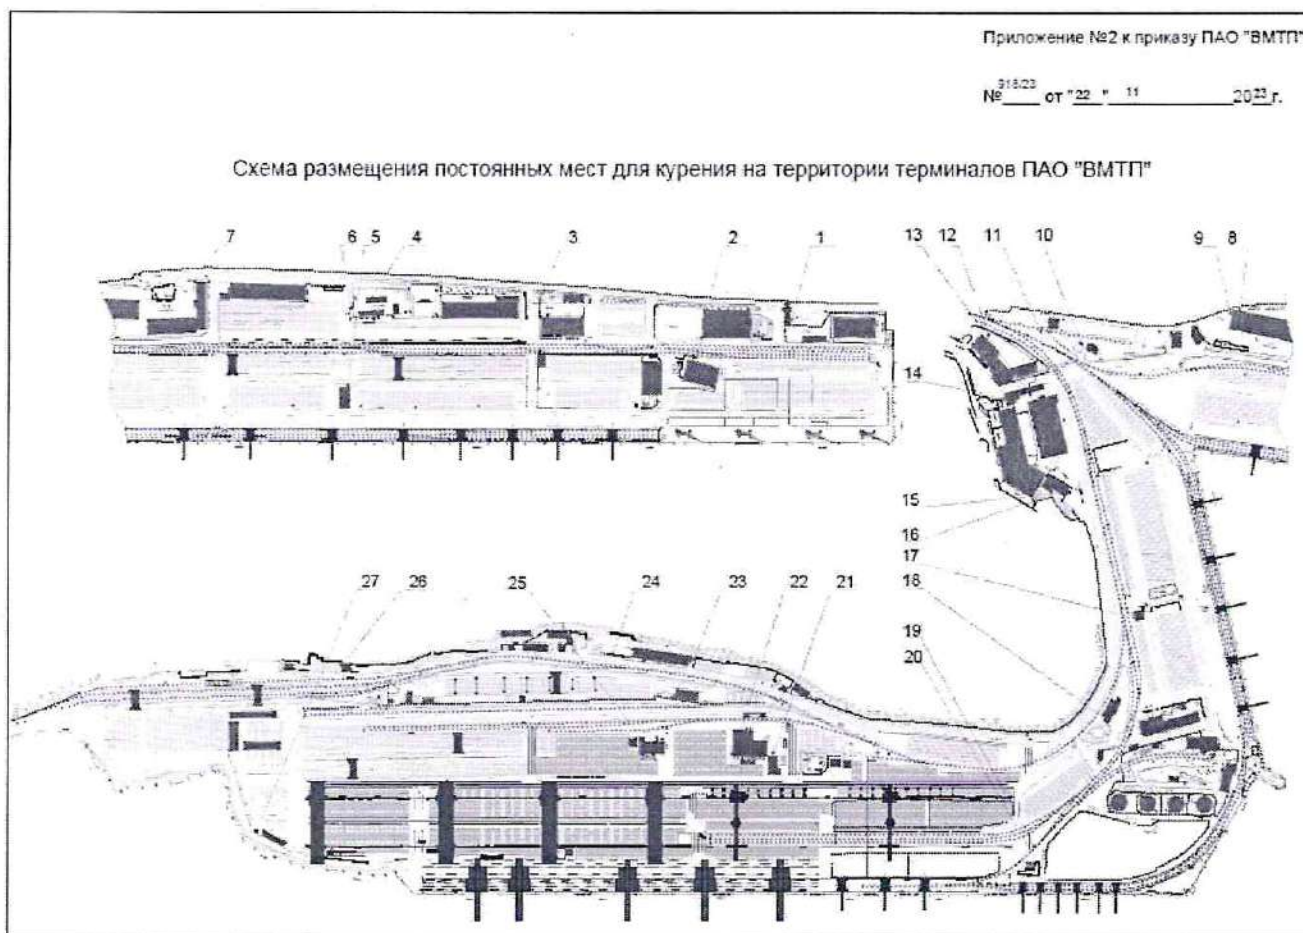 Приложение №2 к приказу ПАО "ВМТП"
№ 918/23 от "22 " 11 2023 г.
Схема размещения постоянных мест для курения на территории терминалов ПАО "ВМТП"
7 6 5 4 3 2 1 13 12 11 10 9 8
14
15
16
17
18
27 26 25 24 23 22 21
19
20